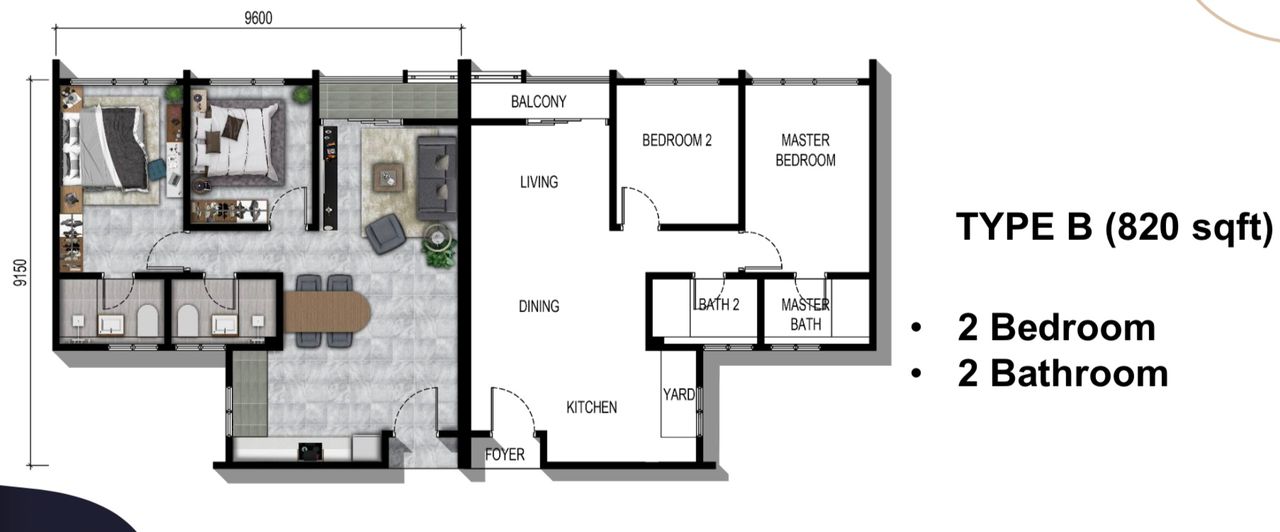 9600
9150
BALCONY
BEDROOM 2
MASTER
BEDROOM
LIVING
DINING
BATH 2
MASTER
BATH
KITCHEN
YARD
FOYER
TYPE B (820 sqft)
• 2 Bedroom
• 2 Bathroom